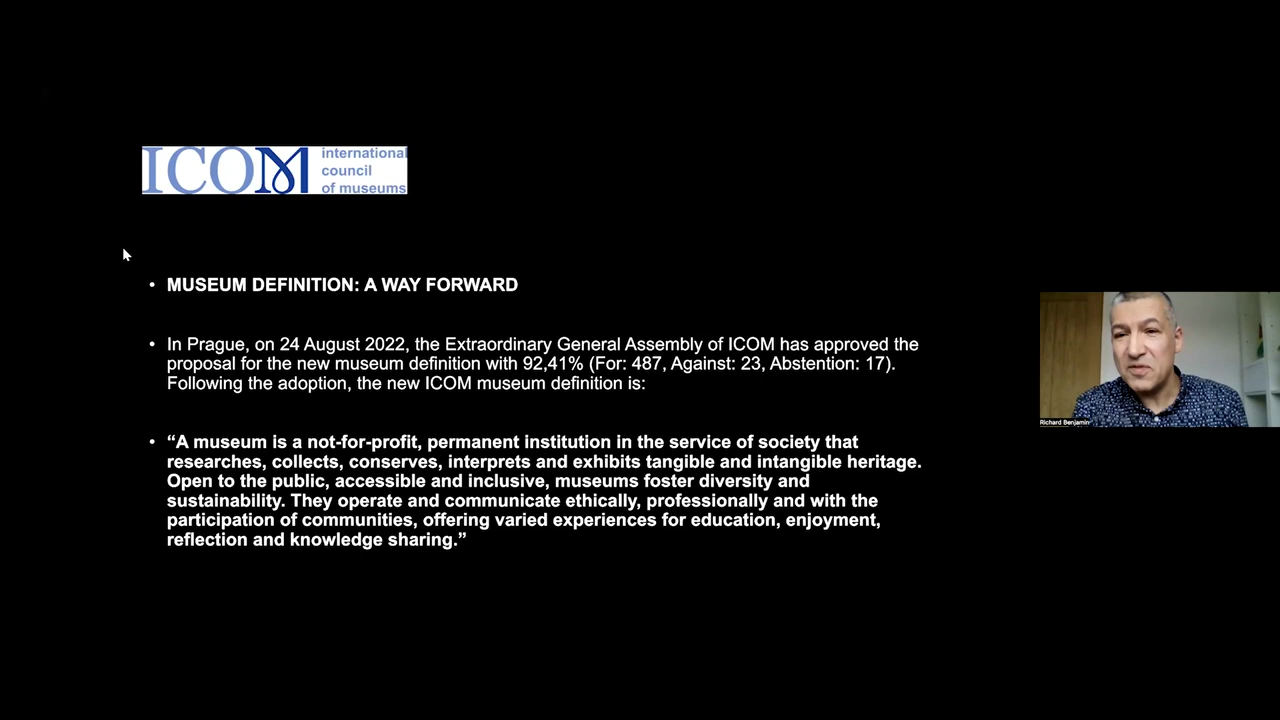 ICOM
international
council
of museums
• MUSEUM DEFINITION: A WAY FORWARD
• In Prague, on 24 August 2022, the Extraordinary General Assembly of ICOM has approved the
proposal for the new museum definition with 92,41% (For: 487, Against: 23, Abstention: 17).
Following the adoption, the new ICOM museum definition is:
• “A museum is a not-for-profit, permanent institution in the service of society that
researches, collects, conserves, interprets and exhibits tangible and intangible heritage.
Open to the public, accessible and inclusive, museums foster diversity and
sustainability. They operate and communicate ethically, professionally and with the
participation of communities, offering varied experiences for education, enjoyment,
reflection and knowledge sharing.”
Richard Benjamin